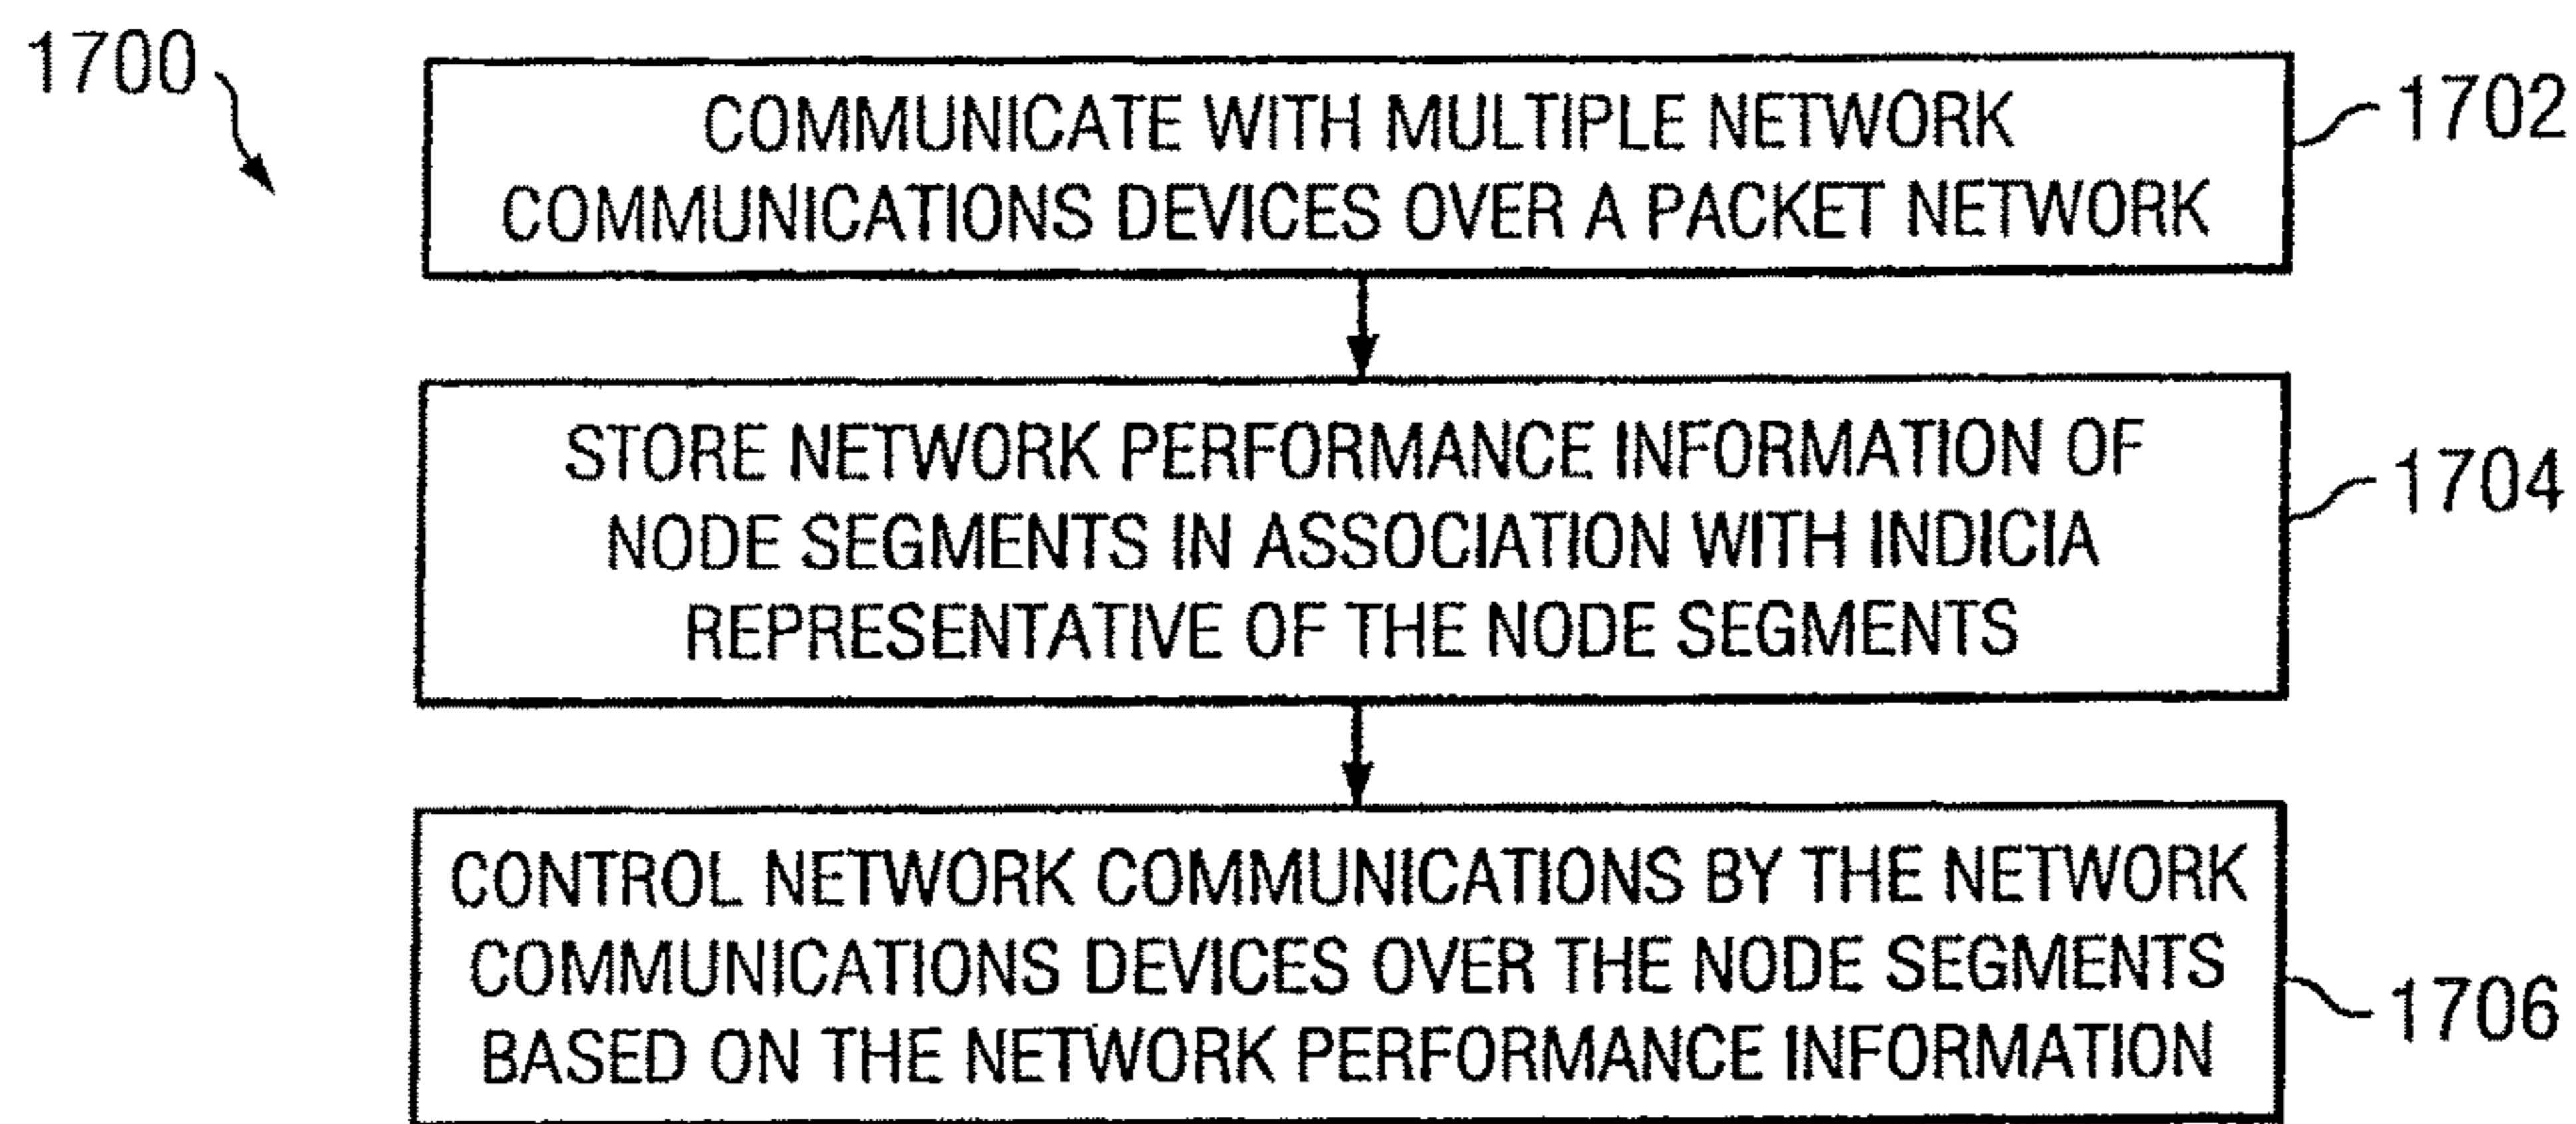 1700
COMMUNICATE WITH MULTIPLE NETWORK
COMMUNICATIONS DEVICES OVER A PACKET NETWORK
1702
STORE NETWORK PERFORMANCE INFORMATION OF
NODE SEGMENTS IN ASSOCIATION WITH INDICIA
REPRESENTATIVE OF THE NODE SEGMENTS
1704
CONTROL NETWORK COMMUNICATIONS BY THE NETWORK
COMMUNICATIONS DEVICES OVER THE NODE SEGMENTS
BASED ON THE NETWORK PERFORMANCE INFORMATION
1706